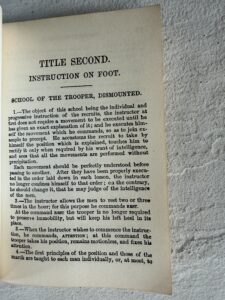 TITLE SECOND.
INSTRUCTION ON FOOT.
SCHOOL OF THE TROOPER, DISMOUNTED.
1.—The object of this school being the individual and
progressive instruction of the recruits, the instructor at
first does not require a movement to be executed until he
has given an exact explanation of it; and he executes him-
self the movement which he commands, so as to join ex-
ample to precept. He accustoms the recruit to take by
himself the position which is explained, touches him to
rectify it only when required by his want of intelligence,
and sees that all the movements are performed without
precipitation.
Each movement should be perfectly understood before
passing to another. After they have been properly execu-
ted in the order laid down in each lesson, the instructor
no longer confines himself to that order; on the contrary,
he should change it, that he may judge of the intelligence
of the men.
2.—The instructor allows the men to rest two or three
times in the hour; for this purpose he commands REST.
At the command REST the trooper is no longer required
to preserve immobility, but will keep his left heel in its
place.
3.—When the instructor wishes to commence the instruc-
tion, he commands, ATTENTION; at this command the
trooper takes his position, remains motionless, and fixes his
attention.
4.—The first principles of the position and those of the
march are taught to each man individually, or, at most, to